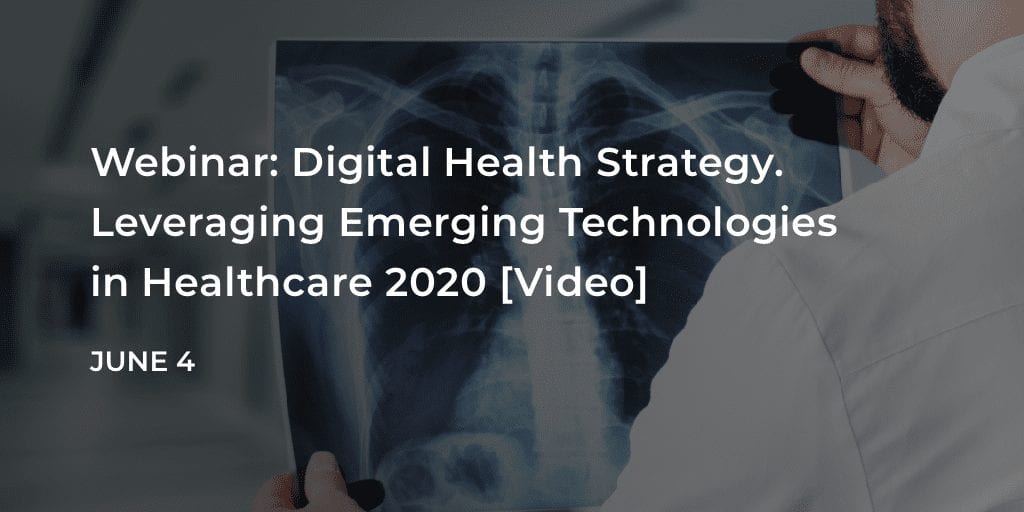 Webinar: Digital Health Strategy.
Leveraging Emerging Technologies
in Healthcare 2020 [Video]
JUNE 4